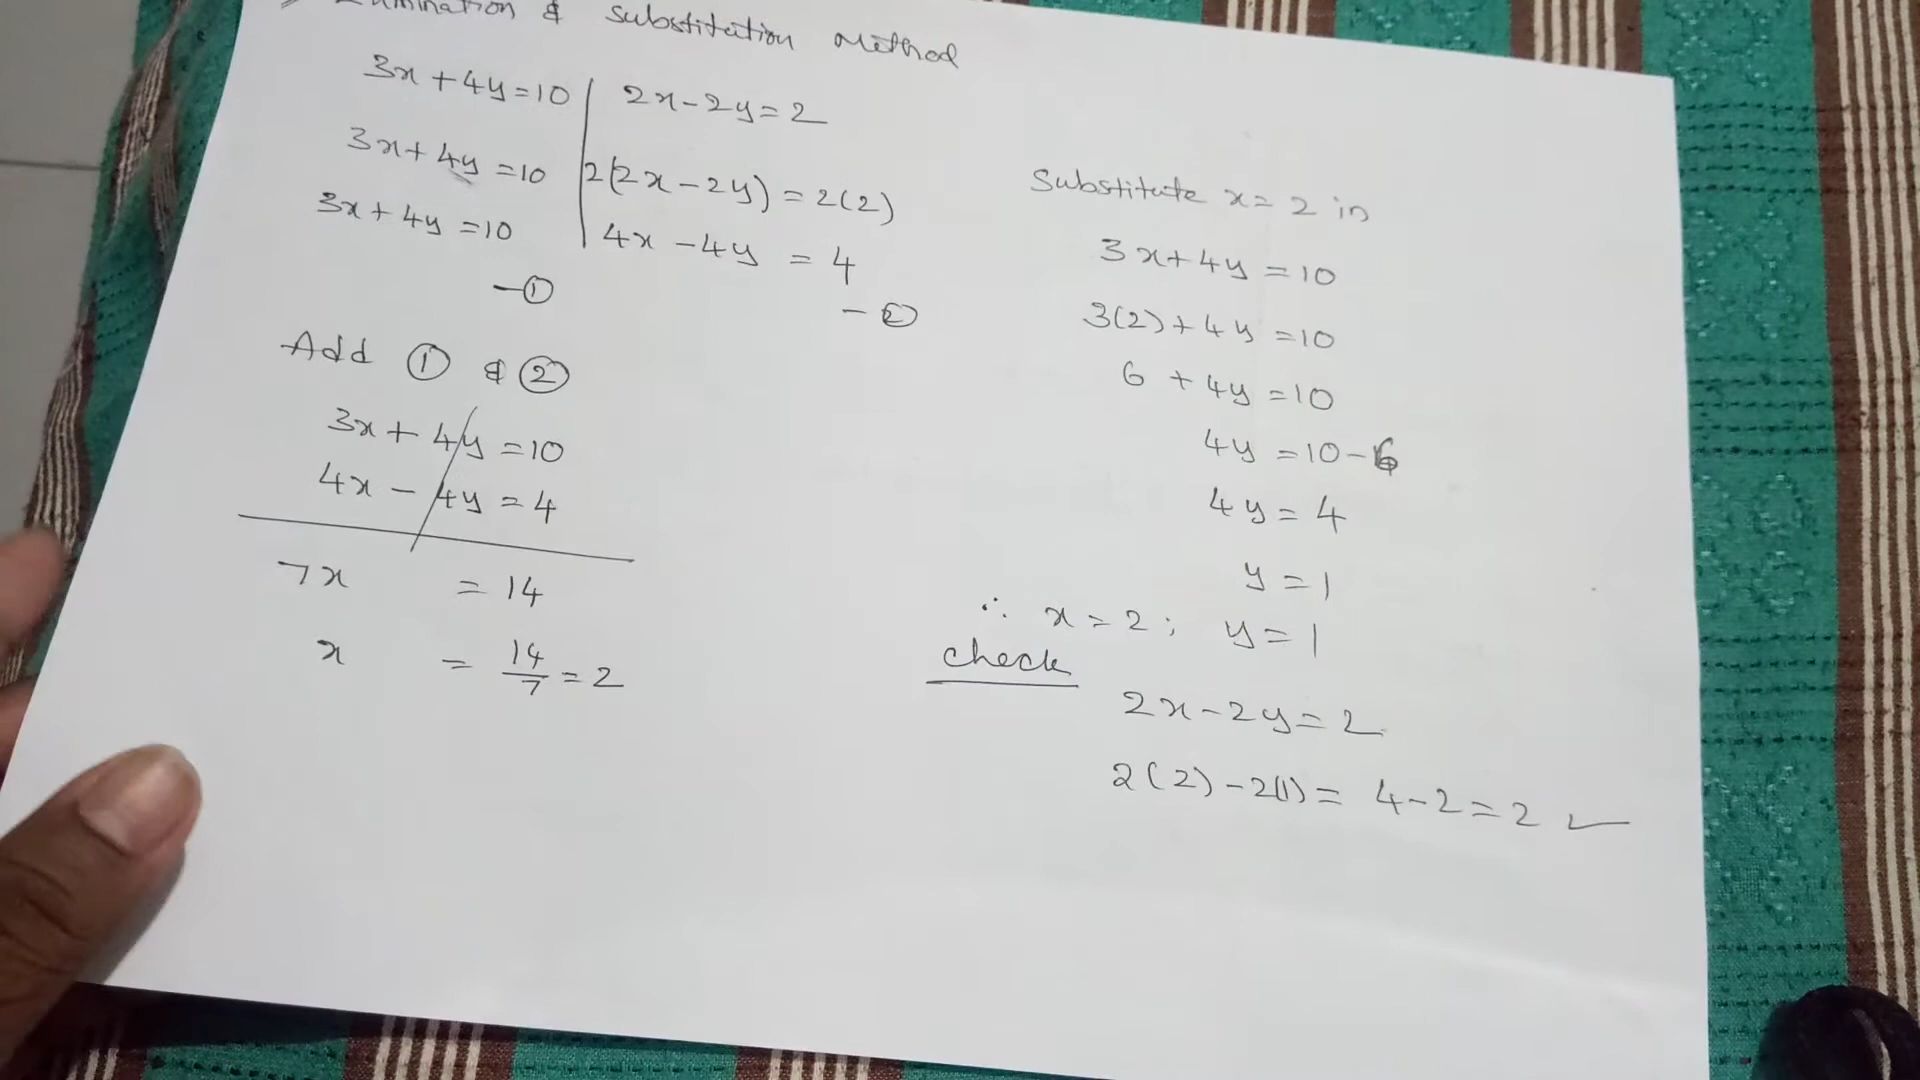 Elimination & Substitution Method
3x + 4y = 10 | 2x - 2y = 2
3x + 4y = 10 | 2(2x - 2y) = 2(2)
3x + 4y = 10 | 4x - 4y = 4
- ① - ②
Add ① & ②
3x + 4y = 10
4x - 4y = 4
7x = 14
x = 14/7 = 2
Substitute x = 2 in
3x + 4y = 10
3(2) + 4y = 10
6 + 4y = 10
4y = 10 - 6
4y = 4
y = 1
∴ x = 2; y = 1
check
2x - 2y = 2
2(2) - 2(1) = 4 - 2 = 2 ✓